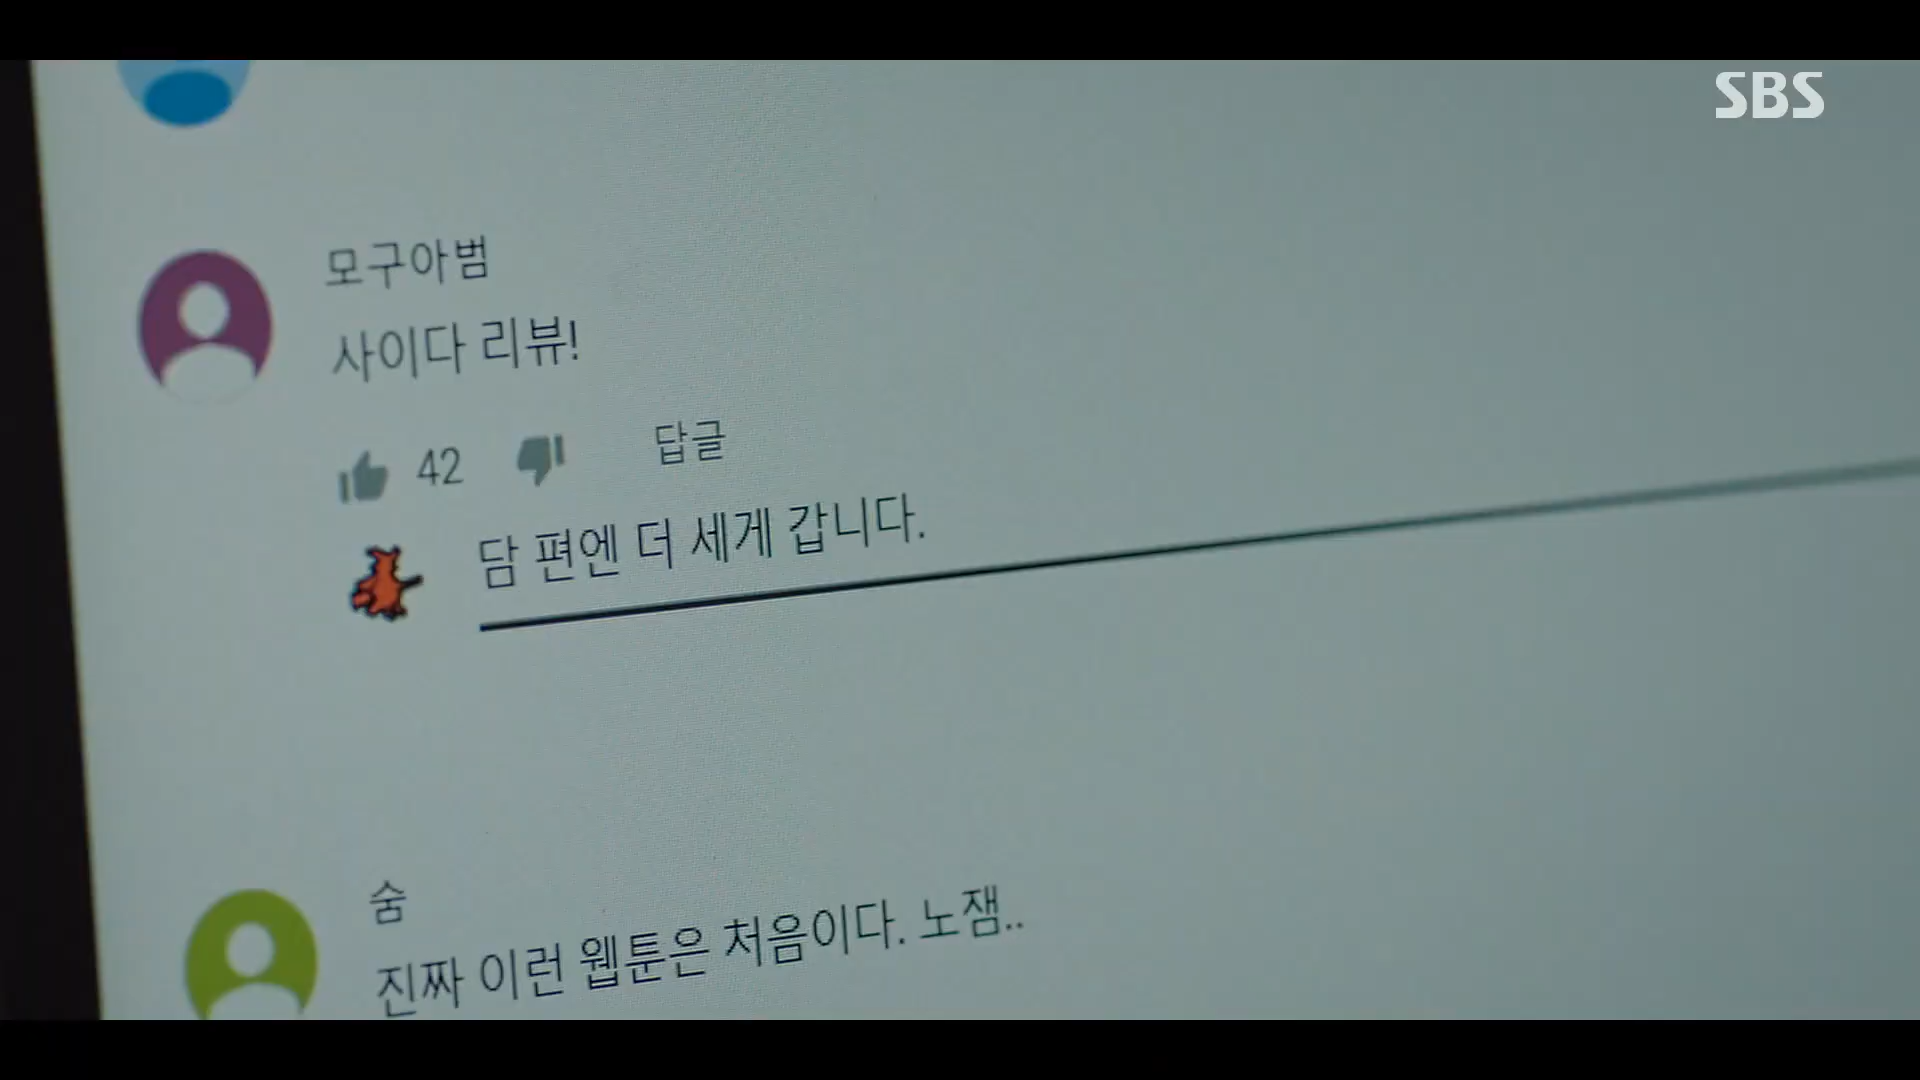 SBS
모구아범
사이다 리뷰!
42 답글
담 편엔 더 세게 갑니다.
숨
진짜 이런 웹툰은 처음이다. 노잼..